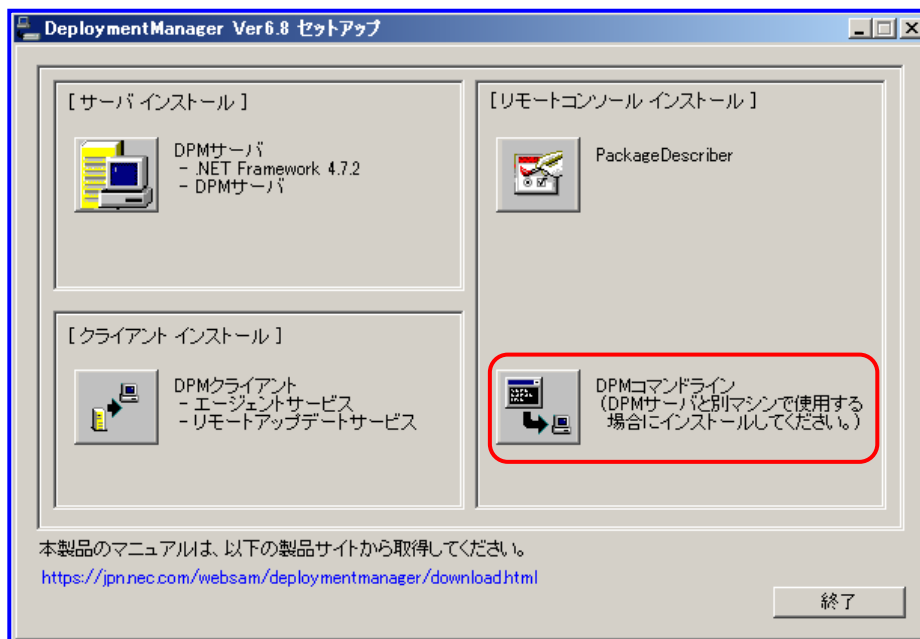 DeploymentManager Ver6.8 セットアップ
[ サーバ インストール ]
DPMサーバ
- .NET Framework 4.7.2
- DPMサーバ
[ リモートコンソール インストール ]
PackageDescriber
[ クライアント インストール ]
DPMクライアント
- エージェントサービス
- リモートアップデートサービス
DPMコマンドライン
(DPMサーバと別マシンで使用する
場合にインストールしてください。)
本製品のマニュアルは、以下の製品サイトから取得してください。
https://jpn.nec.com/websam/deploymentmanager/download.html
終了